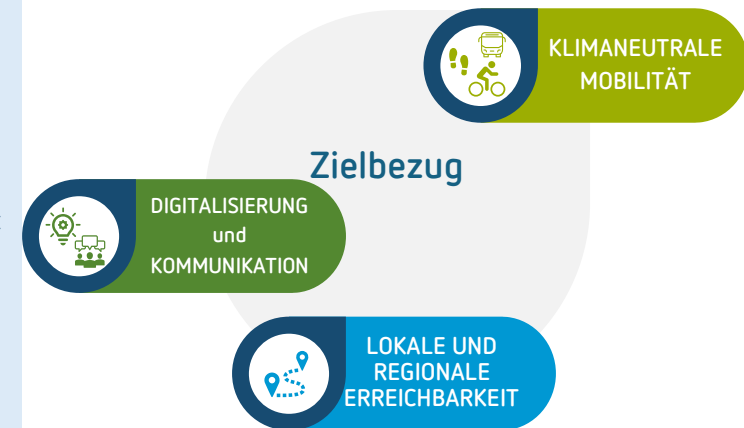 KLIMANEUTRALE
MOBILITÄT
Zielbezug
DIGITALISIERUNG
und
KOMMUNIKATION
LOKALE UND
REGIONALE
ERREICHBARKEIT